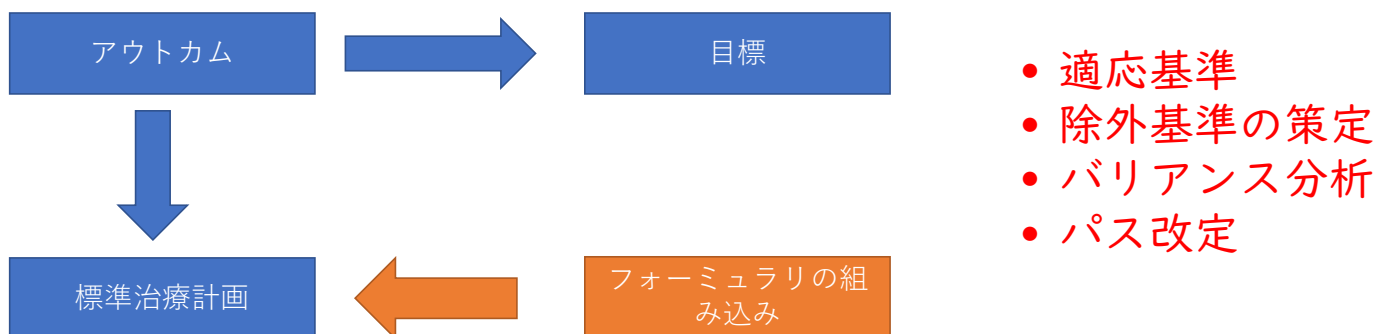 アウトカム
目標
標準治療計画
フォーミュラリの組
み込み
• 適応基準
• 除外基準の策定
• バリアンス分析
• パス改定